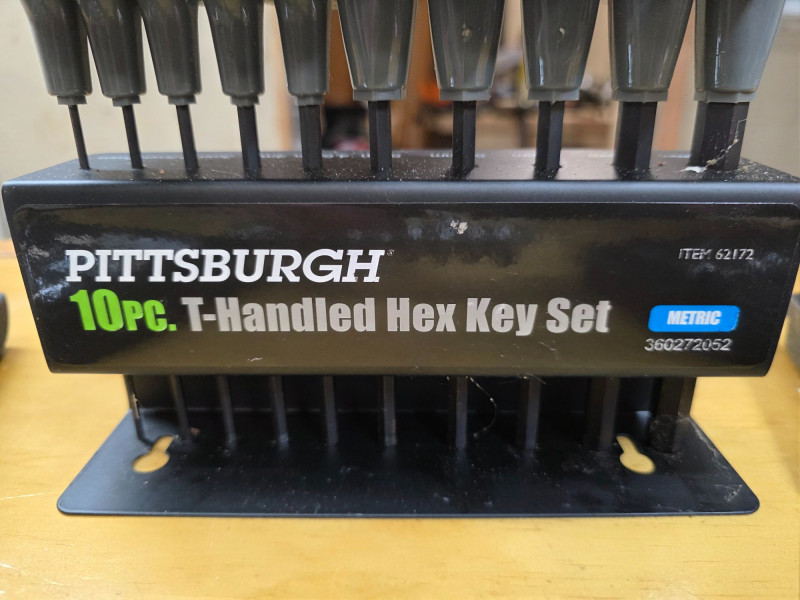 PITTSBURGH
ITEM 62172
10PC. T-Handled Hex Key Set
METRIC
360272052